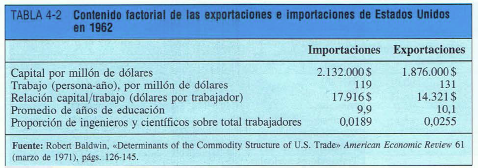 TABLA 4-2 Contenido factorial de las exportaciones e importaciones de Estados Unidos
en 1962
Importaciones Exportaciones
Capital por millón de dólares 2.132.000 $ 1.876.000 $
Trabajo (persona-año), por millón de dólares 119 131
Relación capital/trabajo (dólares por trabajador) 17.916 $ 14.321 $
Promedio de años de educación 9,9 10,1
Proporción de ingenieros y científicos sobre total trabajadores 0,0189 0,0255
Fuente: Robert Baldwin, «Determinants of the Commodity Structure of U.S. Trade» American Economic Review 61
(marzo de 1971), págs. 126-145.